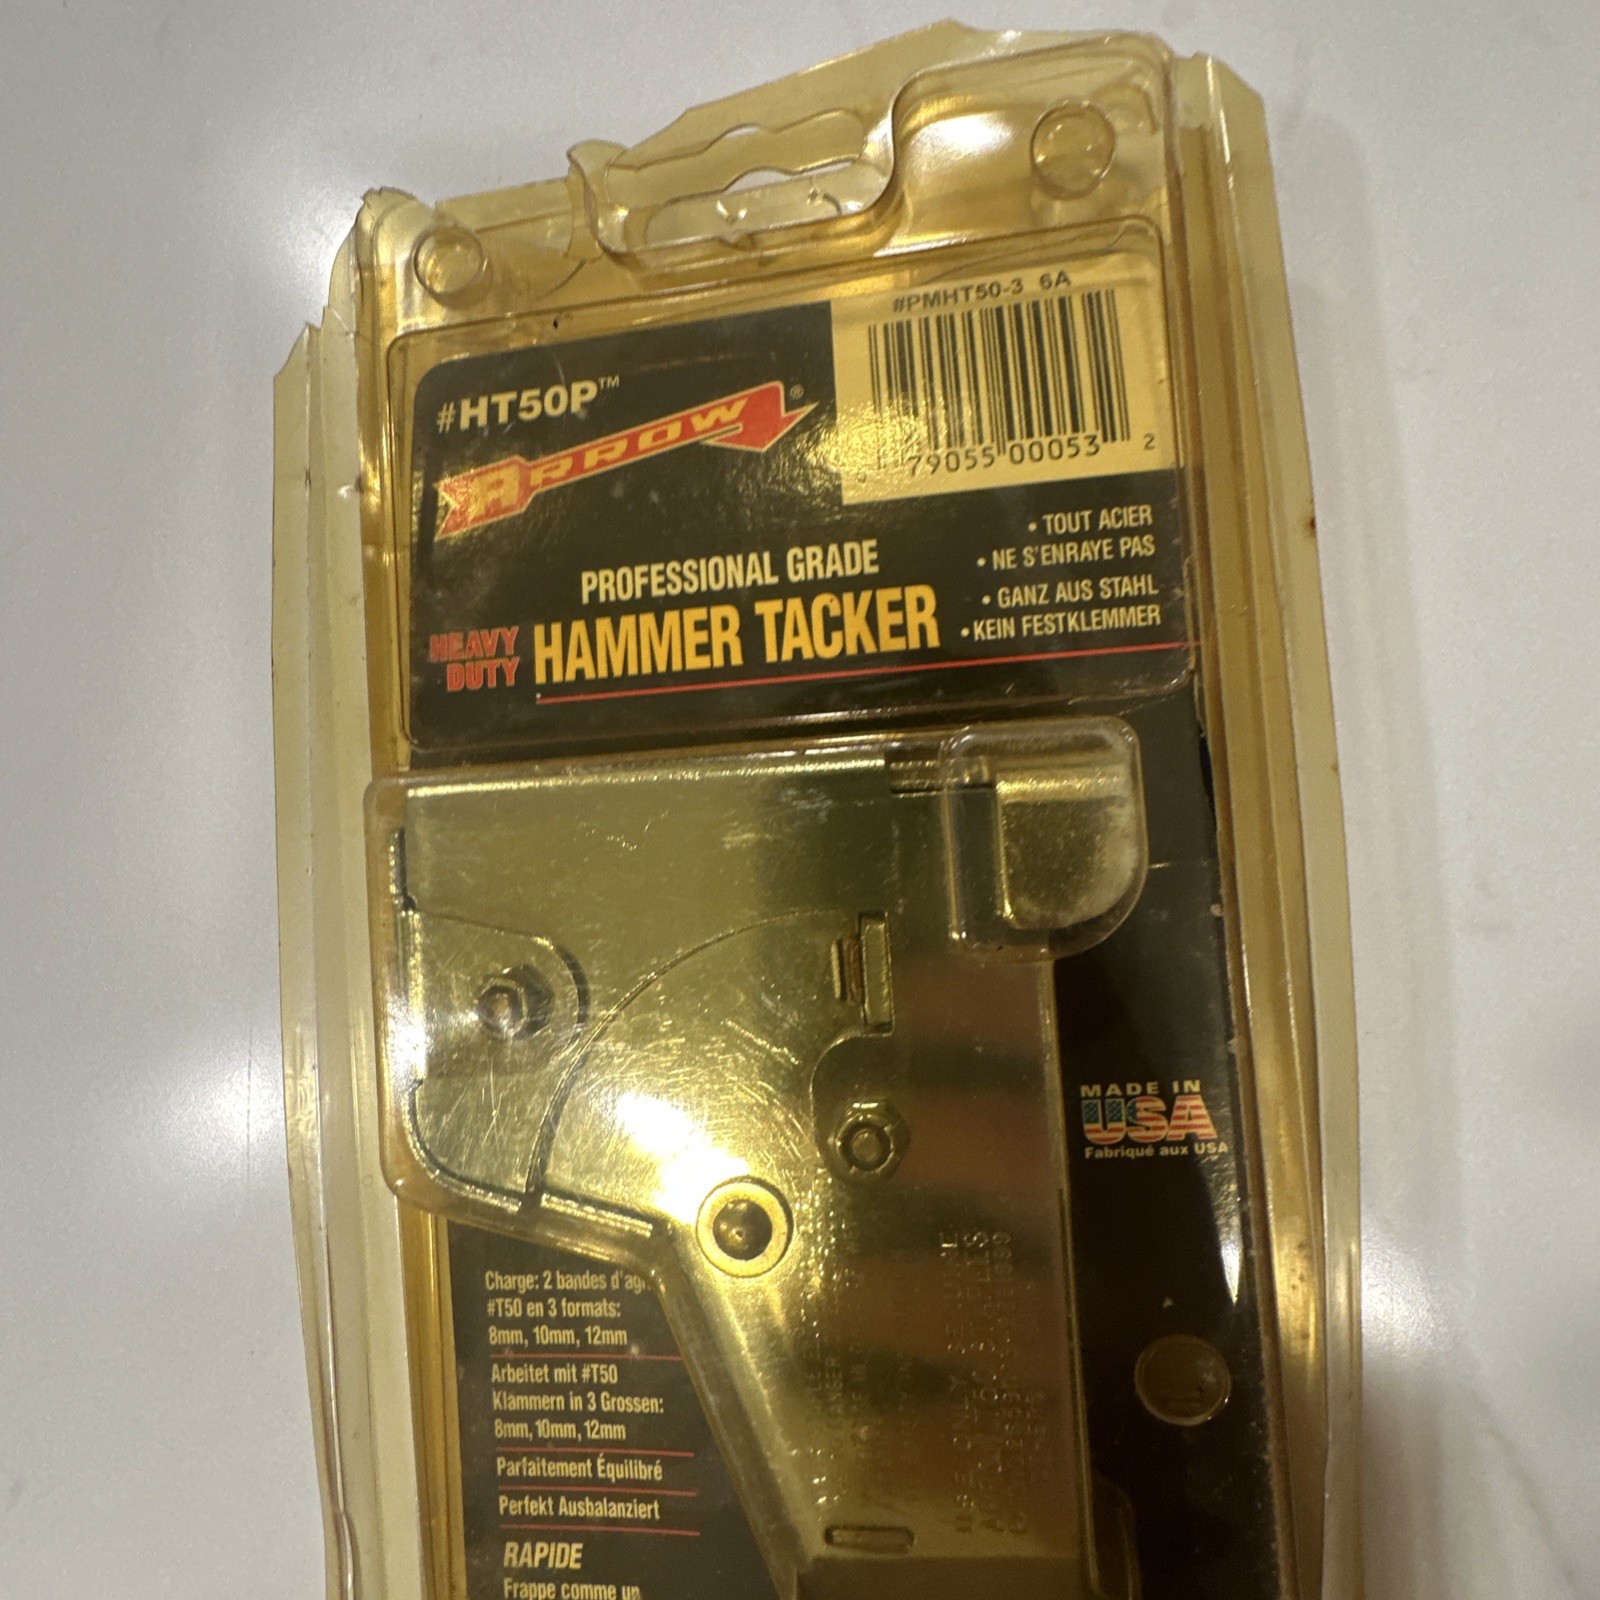 #PMHT50-3 6A
79055 00053 2
#HT50P™
ARROW®
PROFESSIONAL GRADE
HEAVY DUTY
HAMMER TACKER
• TOUT ACIER
• NE S'ENRAYE PAS
• GANZ AUS STAHL
• KEIN FESTKLEMMER
MADE IN
USA
Fabriqué aux USA
Charge: 2 bandes
#T50 en 3 formats:
8mm, 10mm, 12mm
Arbeitet mit #T50
Klammern in 3 Grossen:
8mm, 10mm, 12mm
Parfaitement Équilibré
Perfekt Ausbalanziert
RAPIDE
Frappe comme un